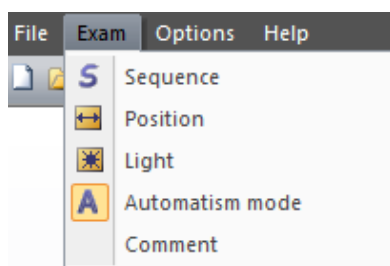 File Exam Options Help
S Sequence
Position
Light
A Automatism mode
Comment